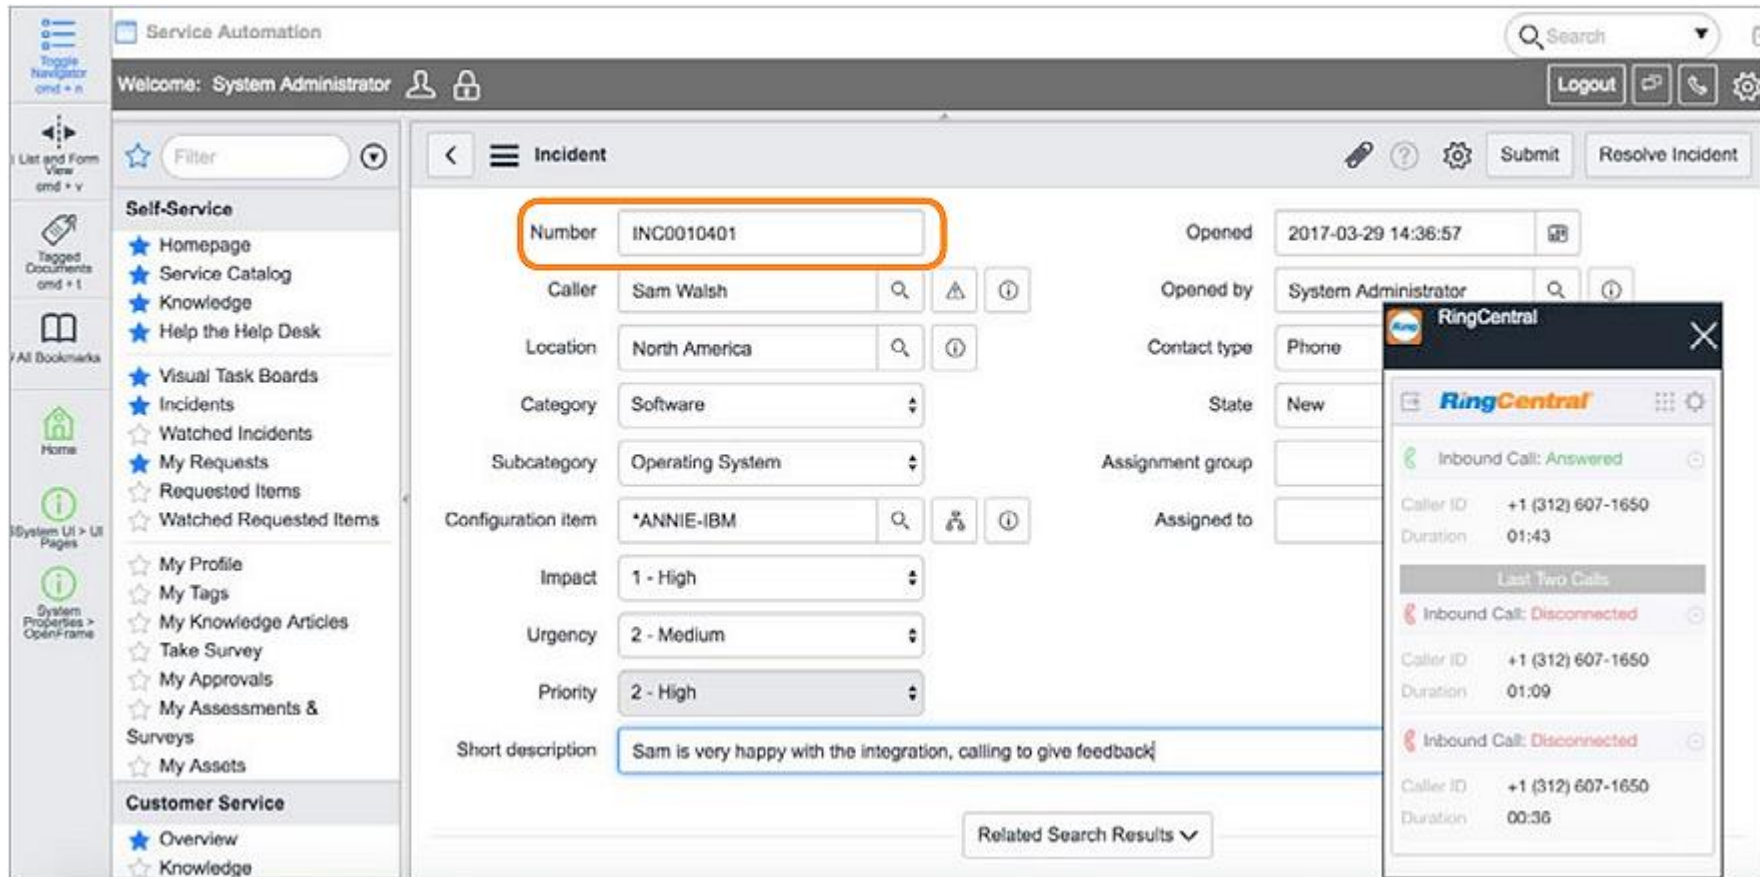 Service Automation
Search
Toggle
Navigator
cmd + n
Welcome: System Administrator
Logout
List and Form
View
cmd + v
Tagged
Documents
cmd + t
All Bookmarks
Home
System UI > UI
Pages
System
Properties >
OpenFrame
Filter
Self-Service
Homepage
Service Catalog
Knowledge
Help the Help Desk
Visual Task Boards
Incidents
Watched Incidents
My Requests
Requested Items
Watched Requested Items
My Profile
My Tags
My Knowledge Articles
Take Survey
My Approvals
My Assessments &
Surveys
My Assets
Customer Service
Overview
Knowledge
Incident
Submit
Resolve Incident
Number INC0010401
Caller Sam Walsh
Location North America
Category Software
Subcategory Operating System
Configuration item *ANNIE-IBM
Impact 1 - High
Urgency 2 - Medium
Priority 2 - High
Short description Sam is very happy with the integration, calling to give feedback
Opened 2017-03-29 14:36:57
Opened by System Administrator
Contact type Phone
State New
Assignment group
Assigned to
Related Search Results
RingCentral
RingCentral
Inbound Call: Answered
Caller ID +1 (312) 607-1650
Duration 01:43
Last Two Calls
Inbound Call: Disconnected
Caller ID +1 (312) 607-1650
Duration 01:09
Inbound Call: Disconnected
Caller ID +1 (312) 607-1650
Duration 00:36